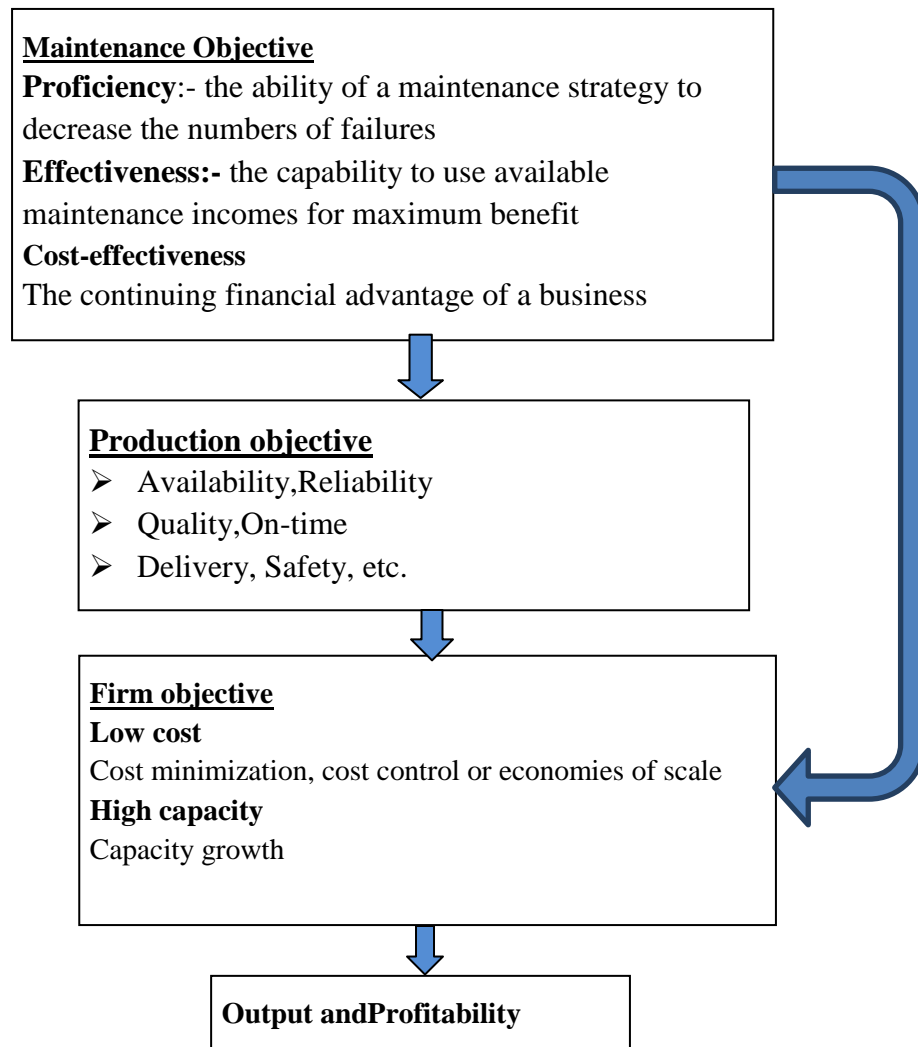 Maintenance Objective
Proficiency:- the ability of a maintenance strategy to
decrease the numbers of failures
Effectiveness:- the capability to use available
maintenance incomes for maximum benefit
Cost-effectiveness
The continuing financial advantage of a business
Production objective
➢ Availability,Reliability
➢ Quality,On-time
➢ Delivery, Safety, etc.
Firm objective
Low cost
Cost minimization, cost control or economies of scale
High capacity
Capacity growth
Output andProfitability